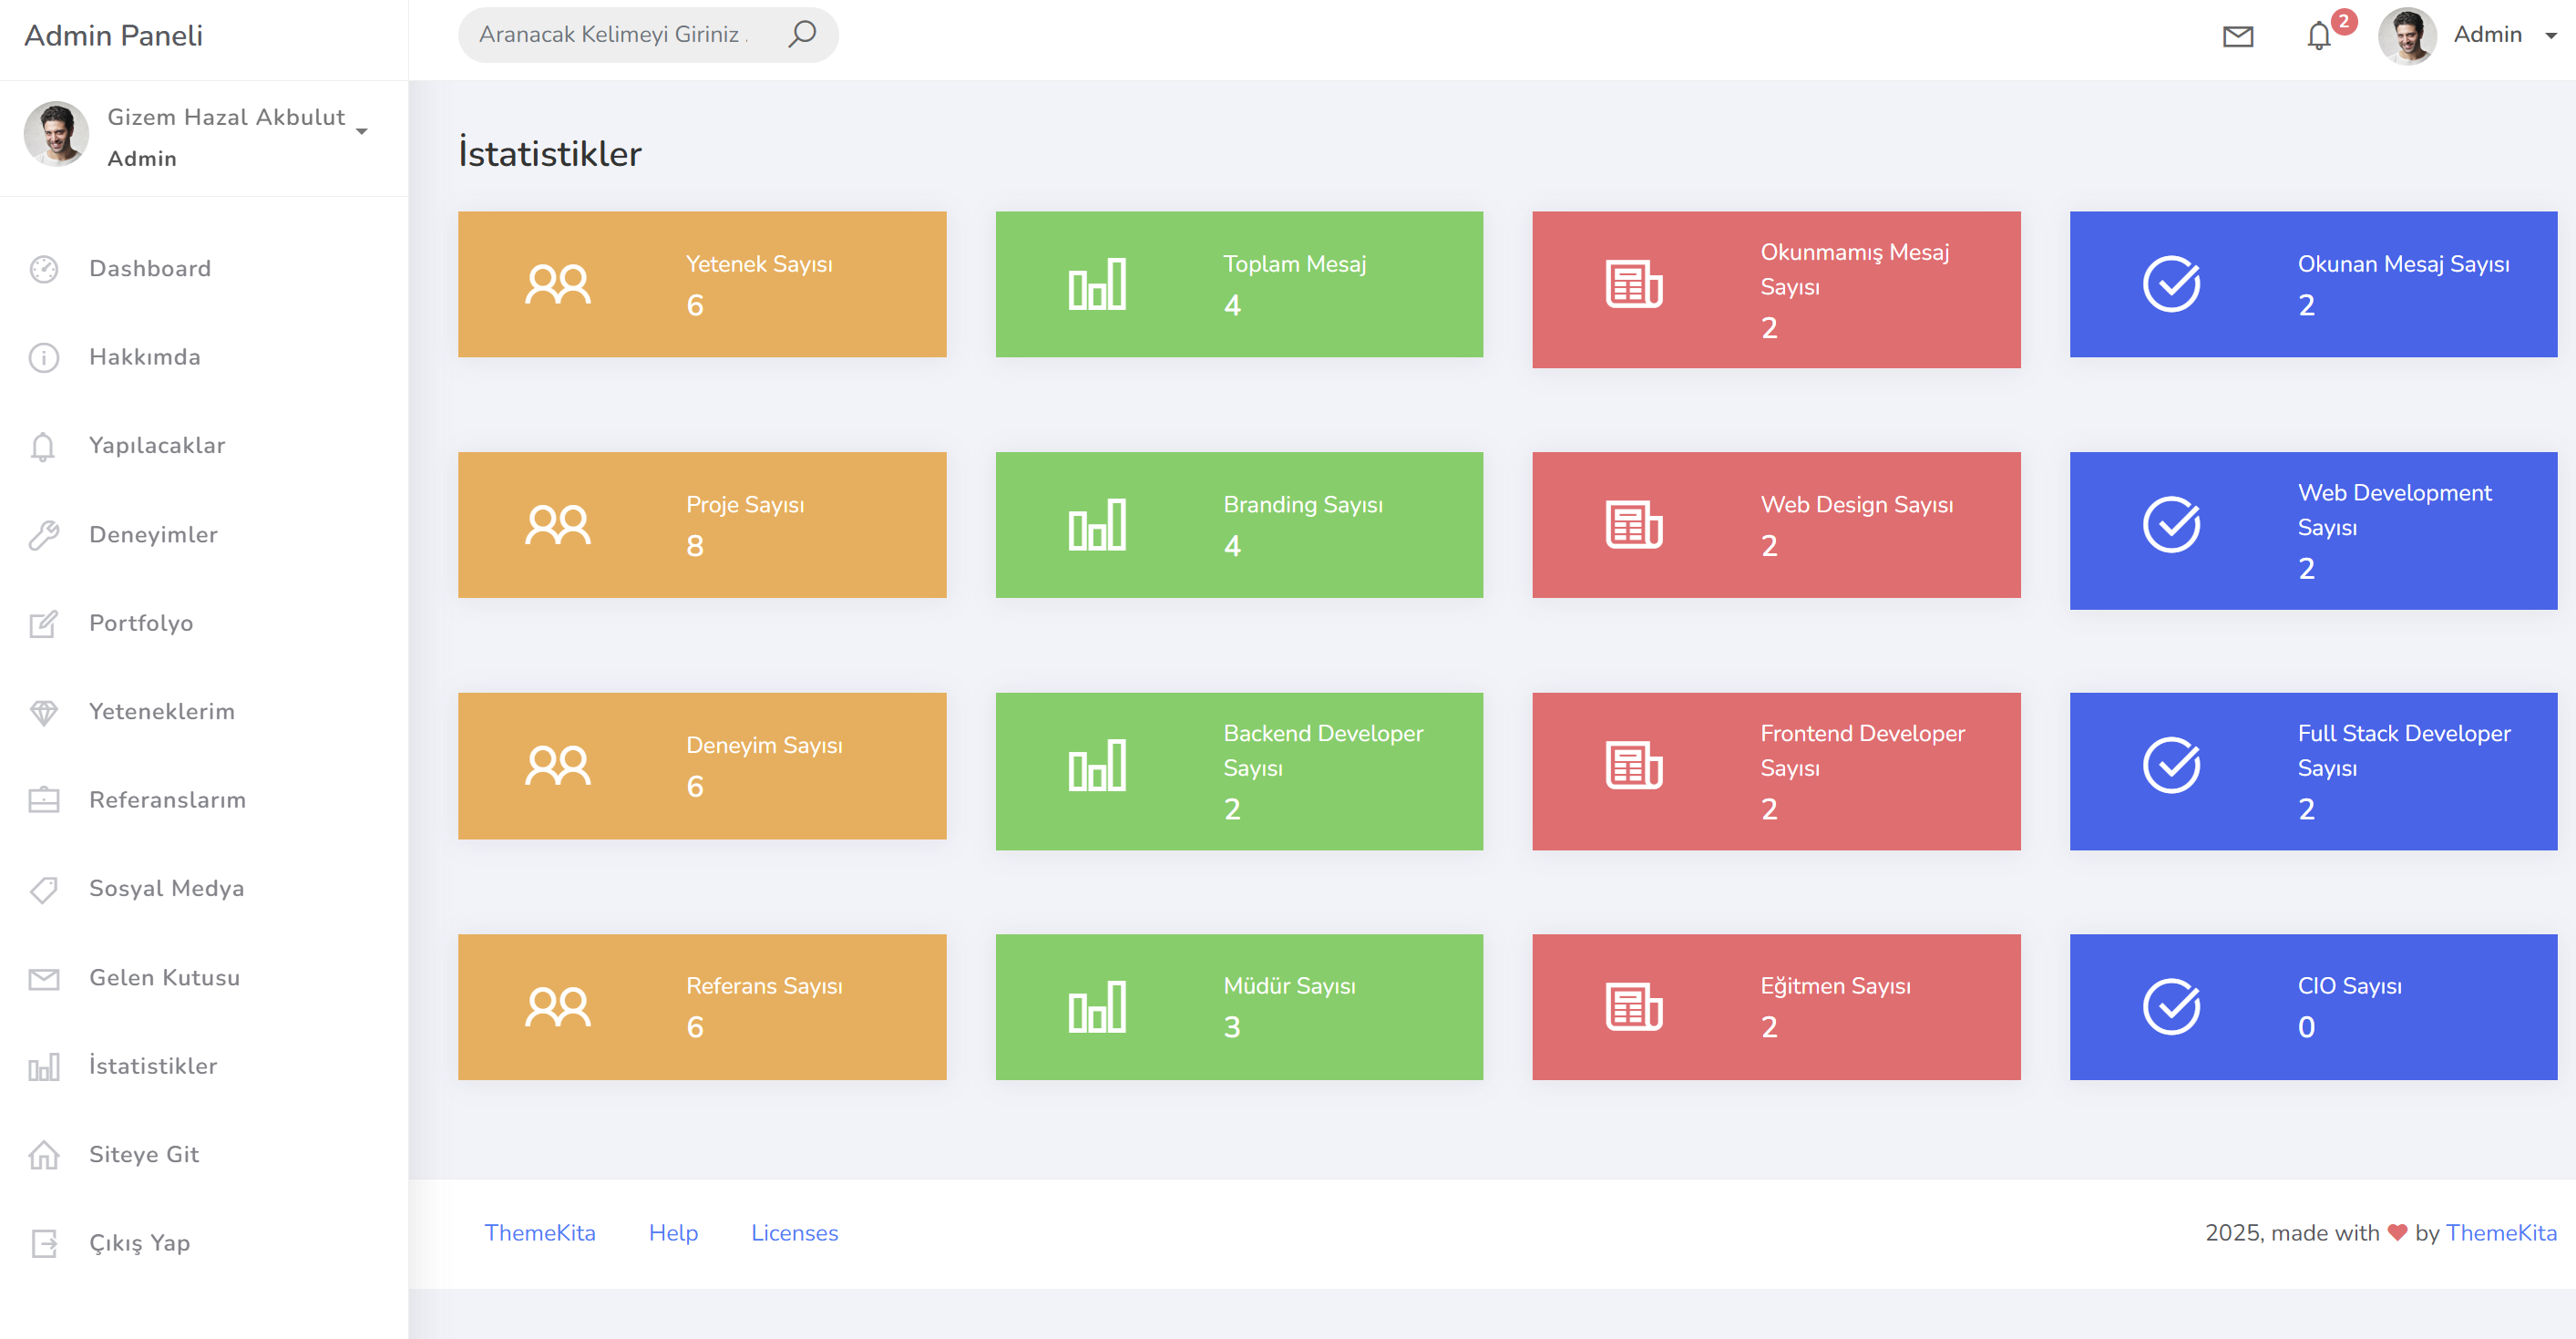 Admin Paneli
Aranacak Kelimeyi Giriniz .
2
Admin
Gizem Hazal Akbulut
Admin
Dashboard
Hakkımda
Yapılacaklar
Deneyimler
Portfolyo
Yeteneklerim
Referanslarım
Sosyal Medya
Gelen Kutusu
İstatistikler
Siteye Git
Çıkış Yap
İstatistikler
Yetenek Sayısı
6
Toplam Mesaj
4
Okunmamış Mesaj
Sayısı
2
Okunan Mesaj Sayısı
2
Proje Sayısı
8
Branding Sayısı
4
Web Design Sayısı
2
Web Development
Sayısı
2
Deneyim Sayısı
6
Backend Developer
Sayısı
2
Frontend Developer
Sayısı
2
Full Stack Developer
Sayısı
2
Referans Sayısı
6
Müdür Sayısı
3
Eğitmen Sayısı
2
CIO Sayısı
0
ThemeKita Help Licenses
2025, made with ❤ by ThemeKita